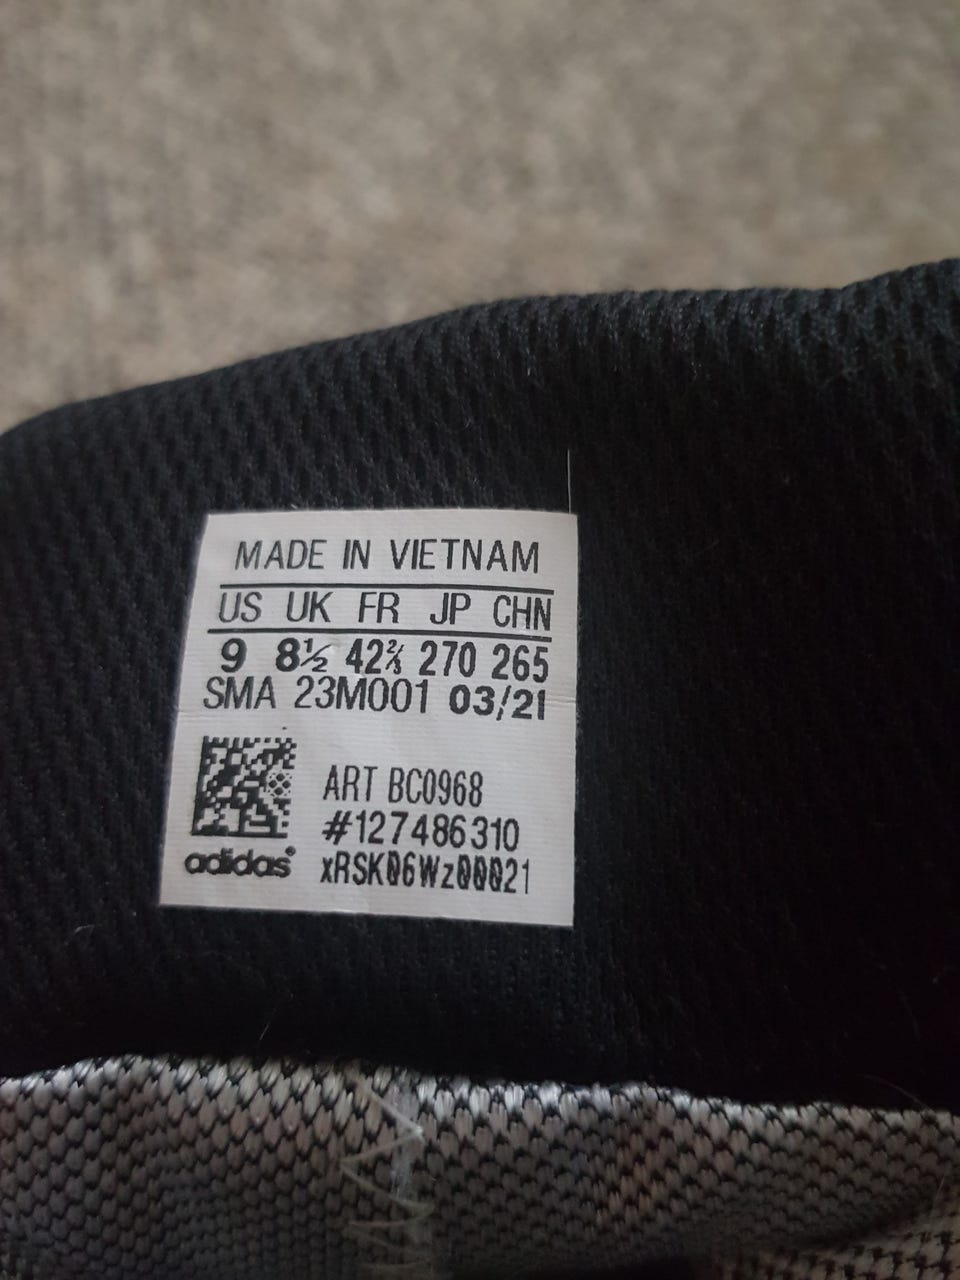 MADE IN VIETNAM
US UK FR JP CHN
9 8½ 42⅔ 270 265
SMA 23M001 03/21
ART BC0968
#127486310
adidas® xRSK06Wz00021